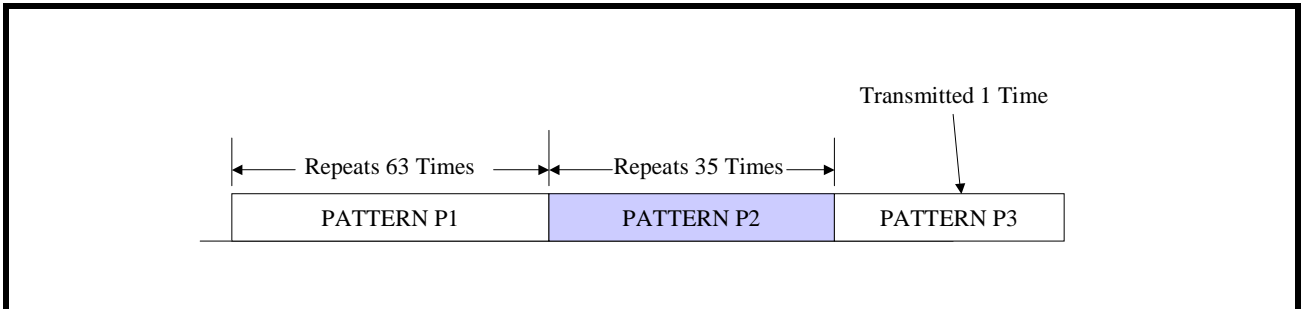 Transmitted 1 Time
Repeats 63 Times
Repeats 35 Times
PATTERN P1
PATTERN P2
PATTERN P3